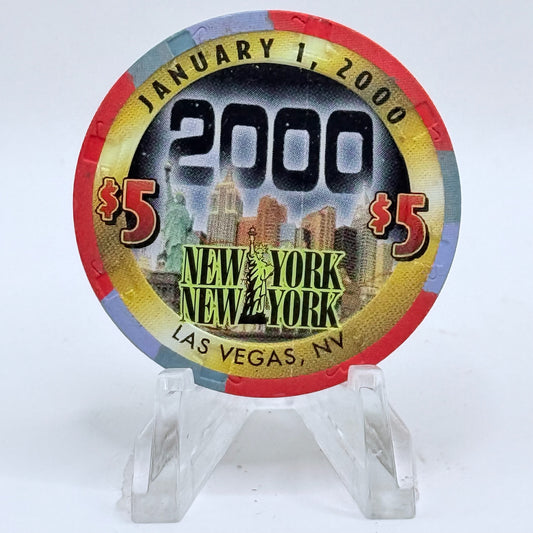 JANUARY 1, 2000
2000
$5 $5
NEW YORK
NEW YORK
LAS VEGAS, NV